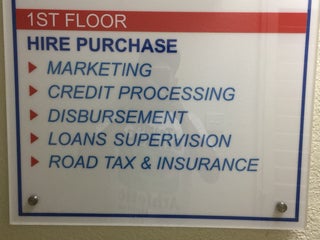 1ST FLOOR
HIRE PURCHASE
MARKETING
CREDIT PROCESSING
DISBURSEMENT
LOANS SUPERVISION
ROAD TAX & INSURANCE